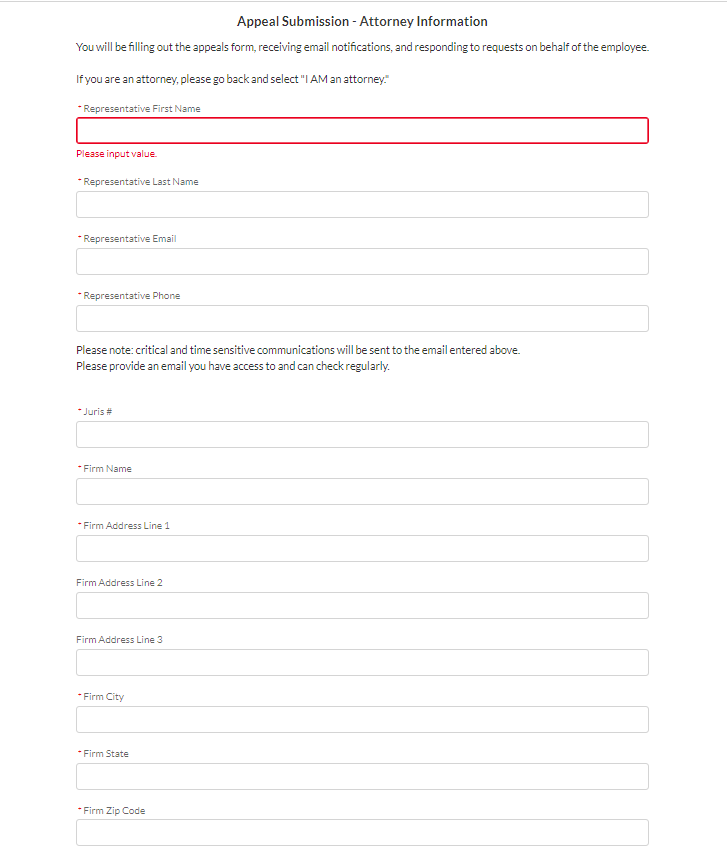 Appeal Submission - Attorney Information
You will be filling out the appeals form, receiving email notifications, and responding to requests on behalf of the employee.
If you are an attorney, please go back and select "I AM an attorney."
* Representative First Name
Please input value.
* Representative Last Name
* Representative Email
* Representative Phone
Please note: critical and time sensitive communications will be sent to the email entered above.
Please provide an email you have access to and can check regularly.
* Juris #
* Firm Name
* Firm Address Line 1
Firm Address Line 2
Firm Address Line 3
* Firm City
* Firm State
* Firm Zip Code